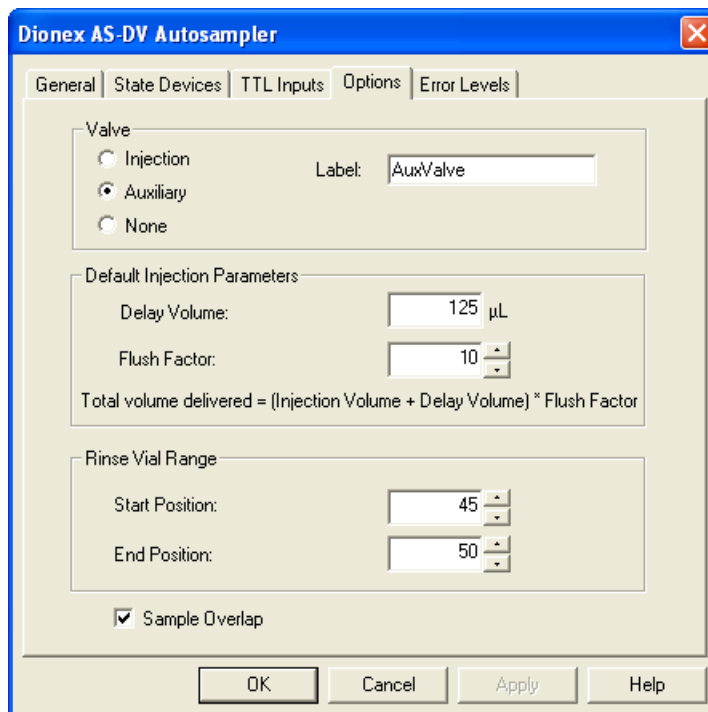 Dionex AS-DV Autosampler
General State Devices TTL Inputs Options Error Levels
Valve
Injection
Label: AuxValve
Auxiliary
None
Default Injection Parameters
Delay Volume: 125 µL
Flush Factor: 10
Total volume delivered = (Injection Volume + Delay Volume) * Flush Factor
Rinse Vial Range
Start Position: 45
End Position: 50
Sample Overlap
OK Cancel Apply Help